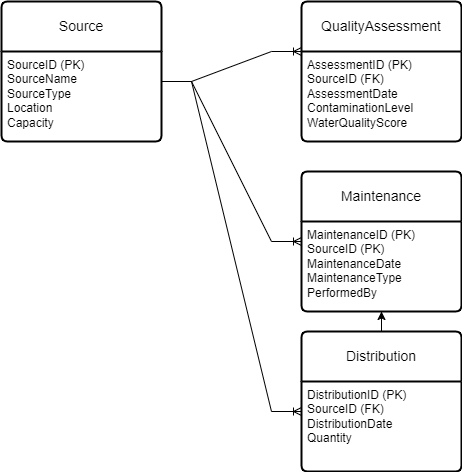 Source
SourceID (PK)
SourceName
SourceType
Location
Capacity
QualityAssessment
AssessmentID (PK)
SourceID (FK)
AssessmentDate
ContaminationLevel
WaterQualityScore
Maintenance
MaintenanceID (PK)
SourceID (PK)
MaintenanceDate
MaintenanceType
PerformedBy
Distribution
DistributionID (PK)
SourceID (FK)
DistributionDate
Quantity